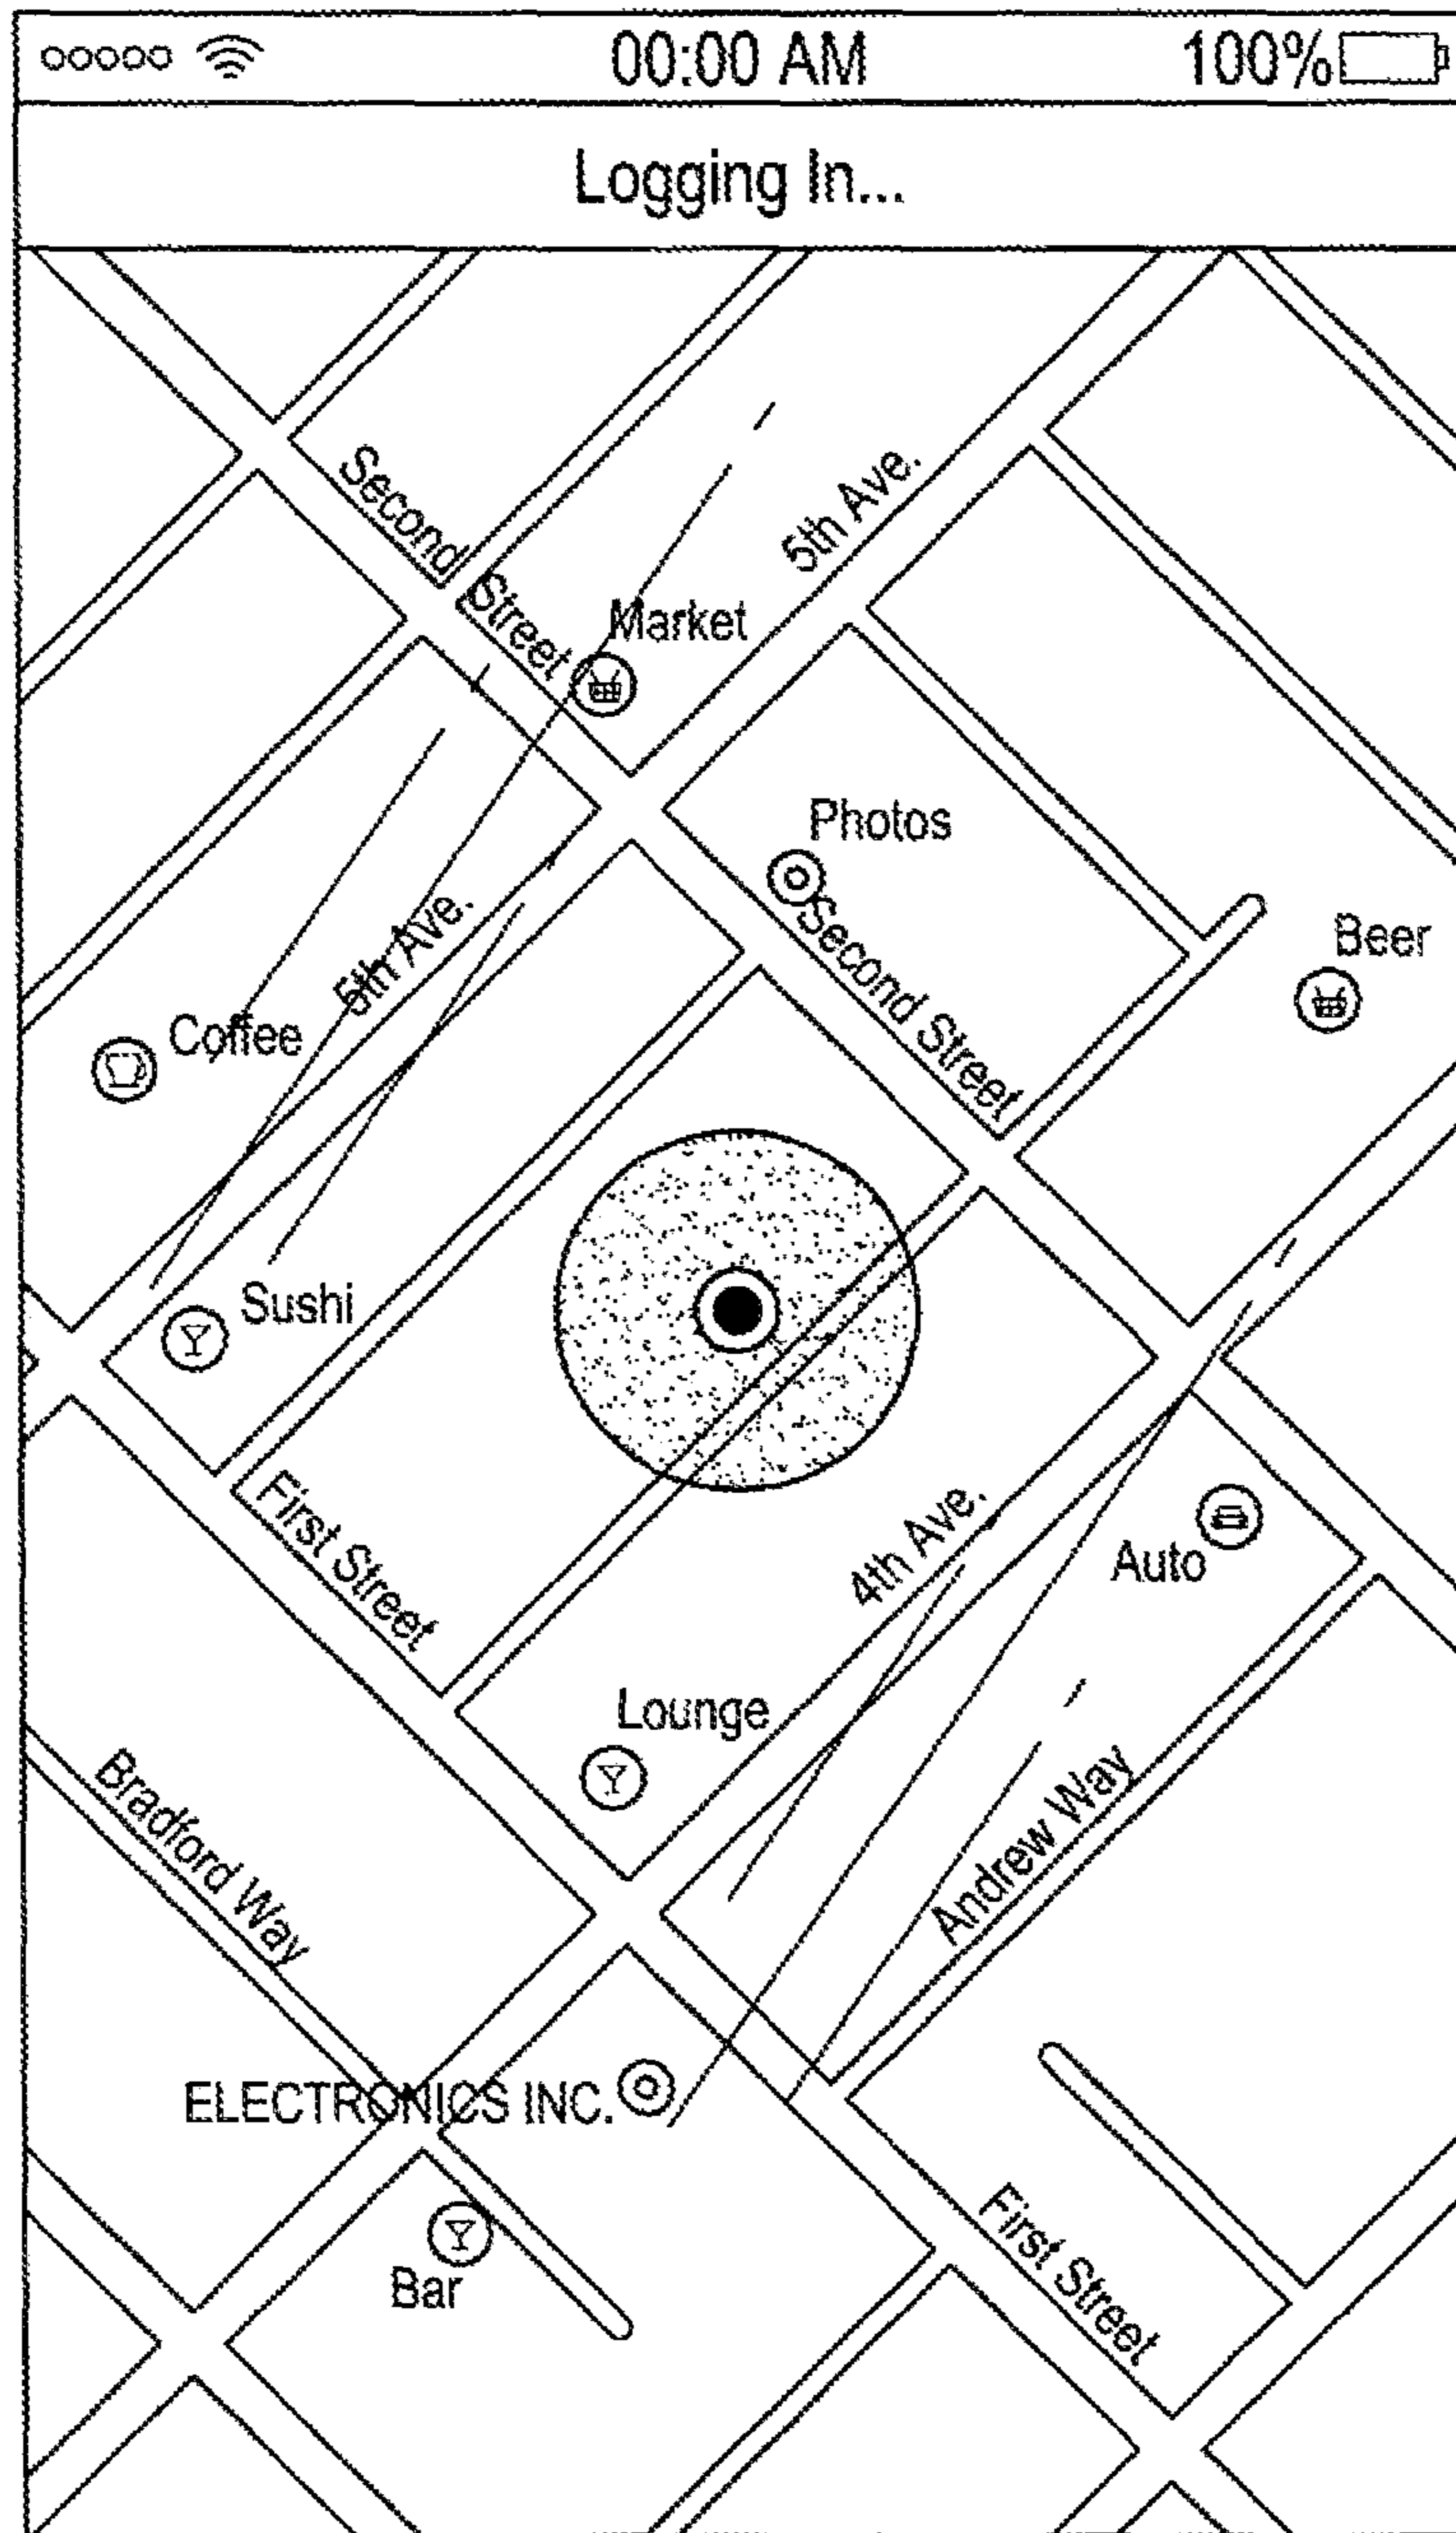 00:00 AM 100%
Logging In...
Second Street
5th Ave.
Market
Photos
Second Street
Beer
5th Ave.
Coffee
Sushi
First Street
4th Ave.
Auto
Lounge
Bradford Way
Andrew Way
ELECTRONICS INC.
Bar
First Street